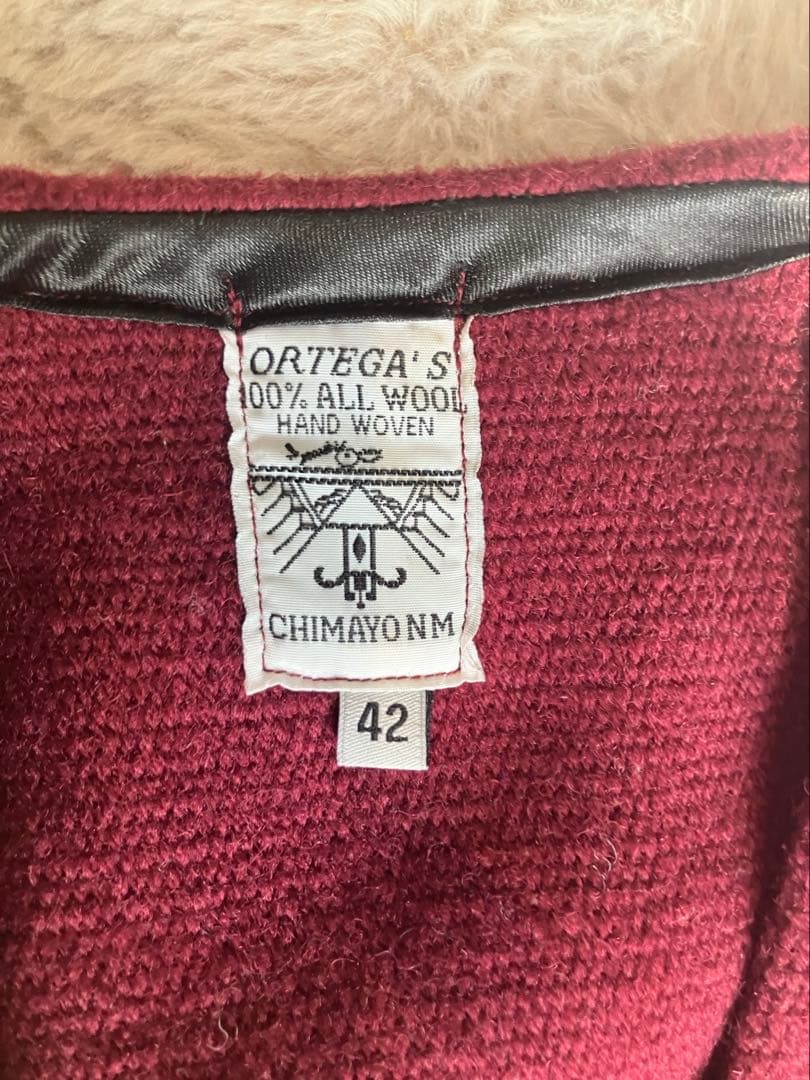 ORTEGA'S
100% ALL WOOL
HAND WOVEN
CHIMAYO NM
42